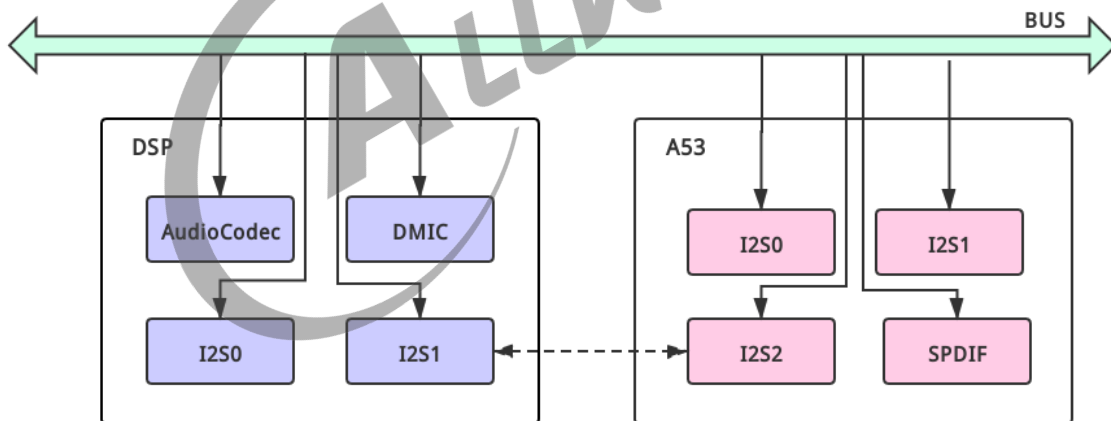 BUS
DSP
A53
AudioCodec
DMIC
I2S0
I2S1
I2S0
I2S1
I2S2
SPDIF